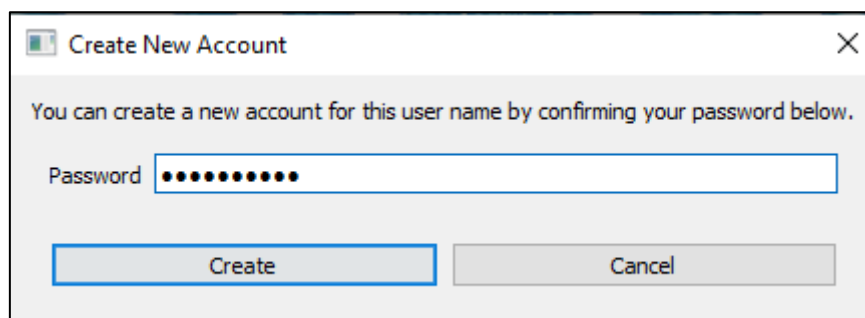 Create New Account
You can create a new account for this user name by confirming your password below.
Password ●●●●●●●●●●
Create Cancel